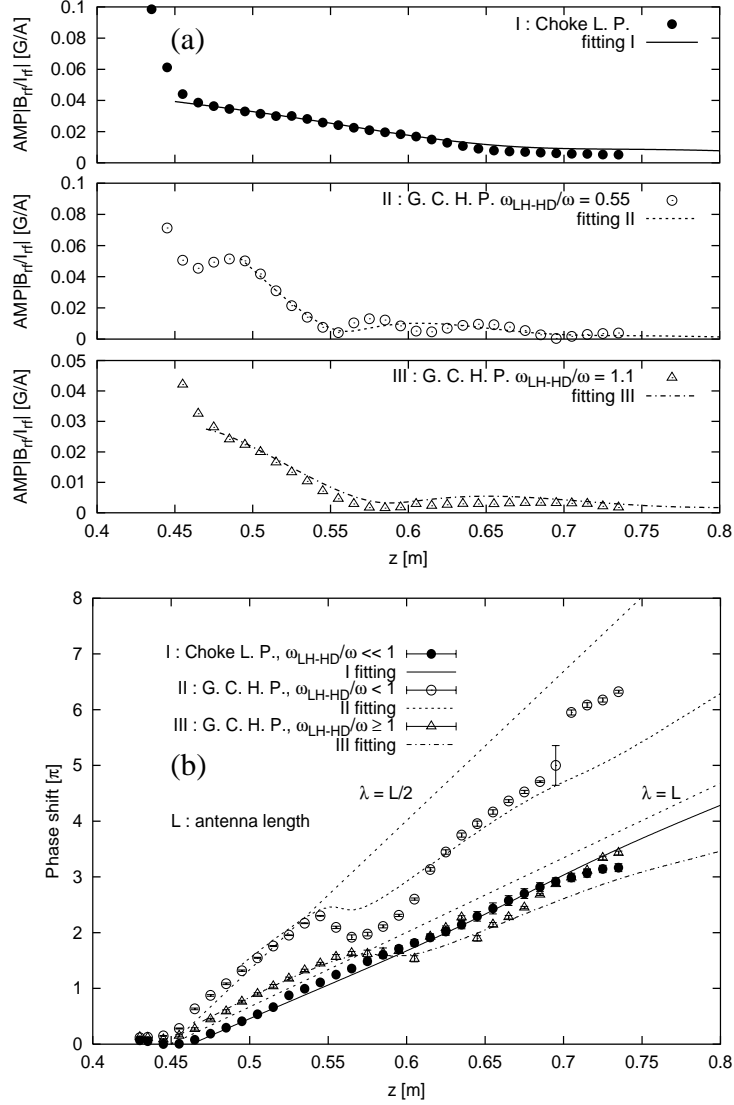 (a)
I : Choke L. P.
fitting I
AMP|B_rf/I_rf| [G/A]
0.1
0.08
0.06
0.04
0.02
0
II : G. C. H. P. ω_LH-HD/ω = 0.55
fitting II
AMP|B_rf/I_rf| [G/A]
0.1
0.08
0.06
0.04
0.02
0
III : G. C. H. P. ω_LH-HD/ω = 1.1
fitting III
AMP|B_rf/I_rf| [G/A]
0.05
0.04
0.03
0.02
0.01
0
0.4 0.45 0.5 0.55 0.6 0.65 0.7 0.75 0.8
z [m]
8
7
6
5
4
3
2
1
0
Phase shift [π]
I : Choke L. P., ω_LH-HD/ω << 1
I fitting
II : G. C. H. P., ω_LH-HD/ω < 1
II fitting
III : G. C. H. P., ω_LH-HD/ω ≥ 1
III fitting
(b)
λ = L/2
λ = L
L : antenna length
0.4 0.45 0.5 0.55 0.6 0.65 0.7 0.75 0.8
z [m]